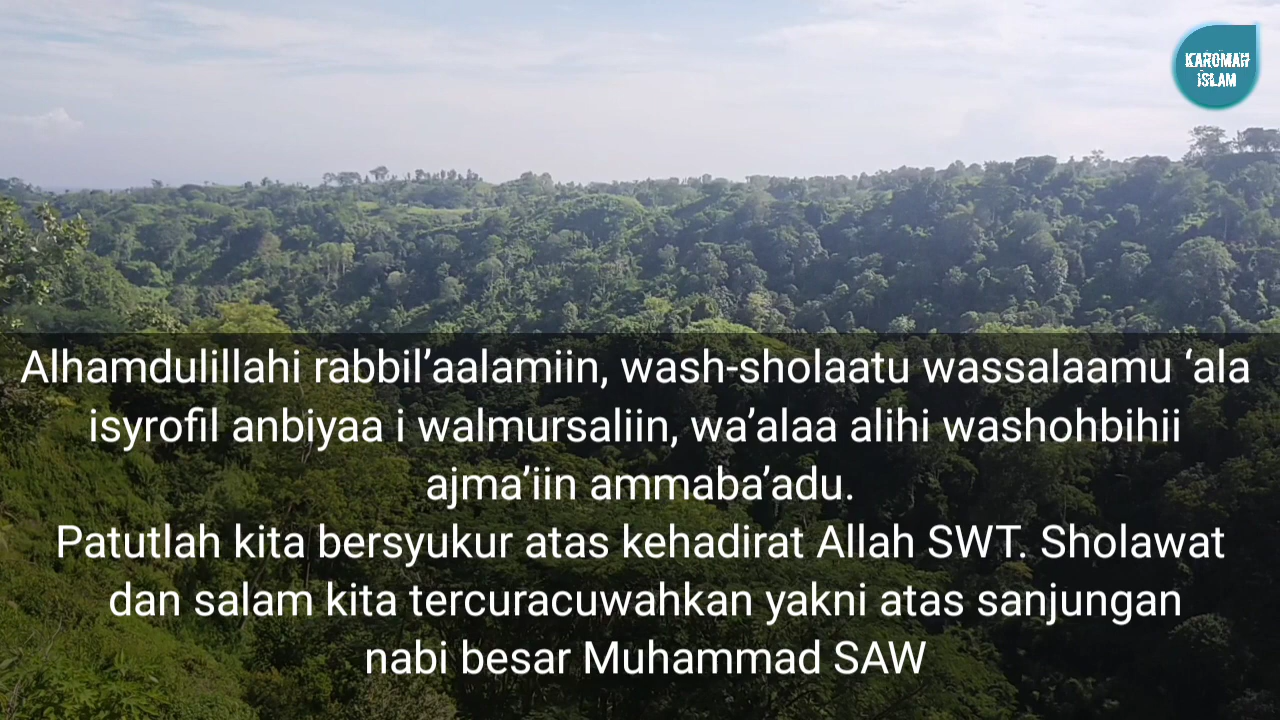 KAROMAH
ISLAM
Alhamdulillahi rabbil’aalamiin, wash-sholaatu wassalaamu ‘ala
isyrofil anbiyaa i walmursaliin, wa’alaa alihi washohbihii
ajma’iin ammaba’adu.
Patutlah kita bersyukur atas kehadirat Allah SWT. Sholawat
dan salam kita tercuracuwahkan yakni atas sanjungan
nabi besar Muhammad SAW